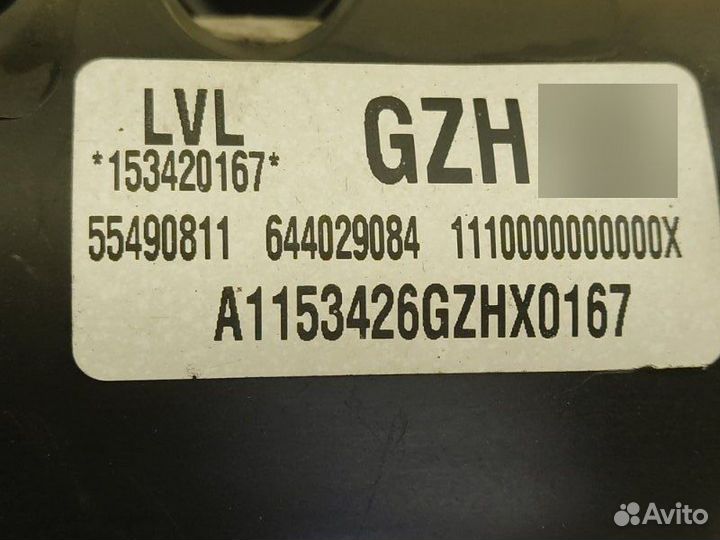 LVL GZH
*153420167*
55490811 644029084 1110000000000X
A1153426GZHX0167
Avito